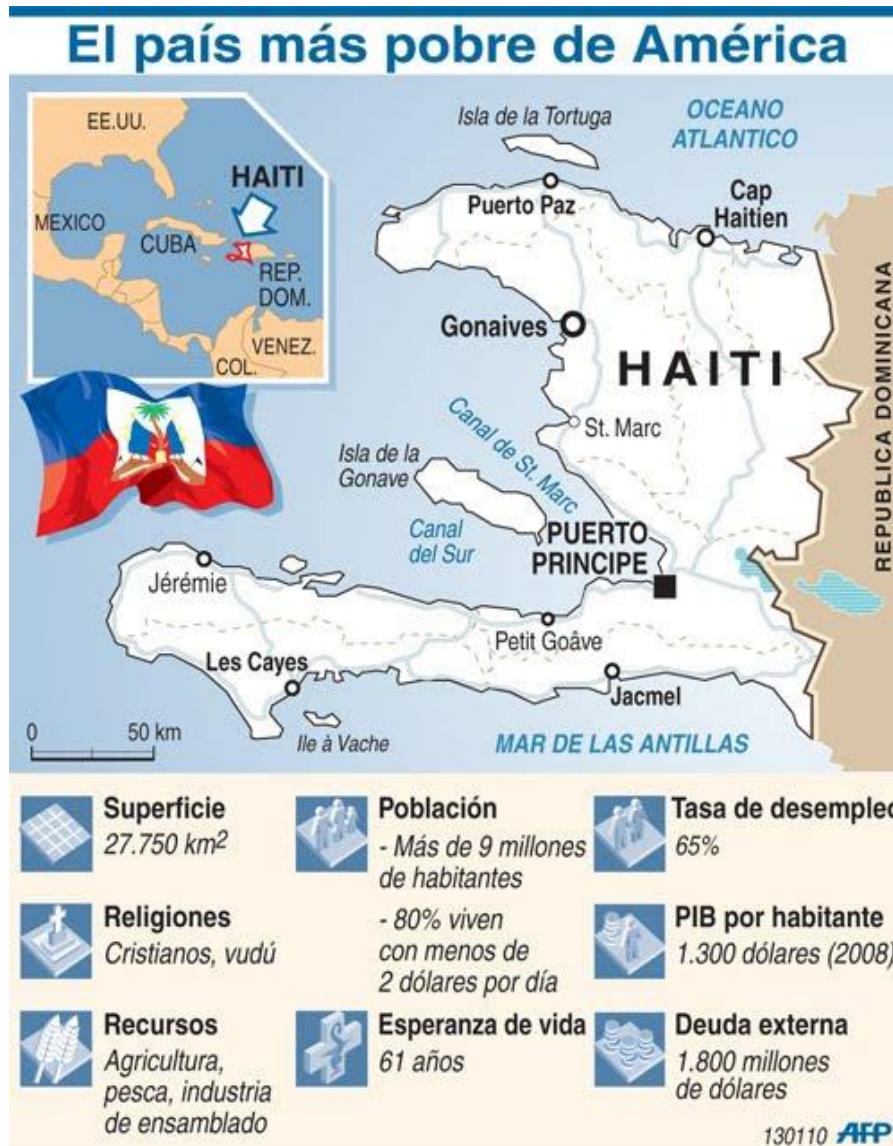 El país más pobre de América
EE.UU.
MEXICO
CUBA
HAITI
REP.
DOM.
VENEZ.
COL.
Isla de la Tortuga
OCEANO
ATLANTICO
Puerto Paz
Cap
Haitien
Gonaives
HAITI
REPUBLICA DOMINICANA
St. Marc
Canal de St. Marc
Isla de la
Gonave
Canal
del Sur
PUERTO
PRINCIPE
Jérémie
Petit Goâve
Les Cayes
Jacmel
0 50 km
Ile à Vache
MAR DE LAS ANTILLAS
Superficie
27.750 km²
Religiones
Cristianos, vudú
Recursos
Agricultura,
pesca, industria
de ensamblado
Población
- Más de 9 millones
de habitantes
- 80% viven
con menos de
2 dólares por día
Esperanza de vida
61 años
Tasa de desempleo
65%
PIB por habitante
1.300 dólares (2008)
Deuda externa
1.800 millones
de dólares
130110 AFP